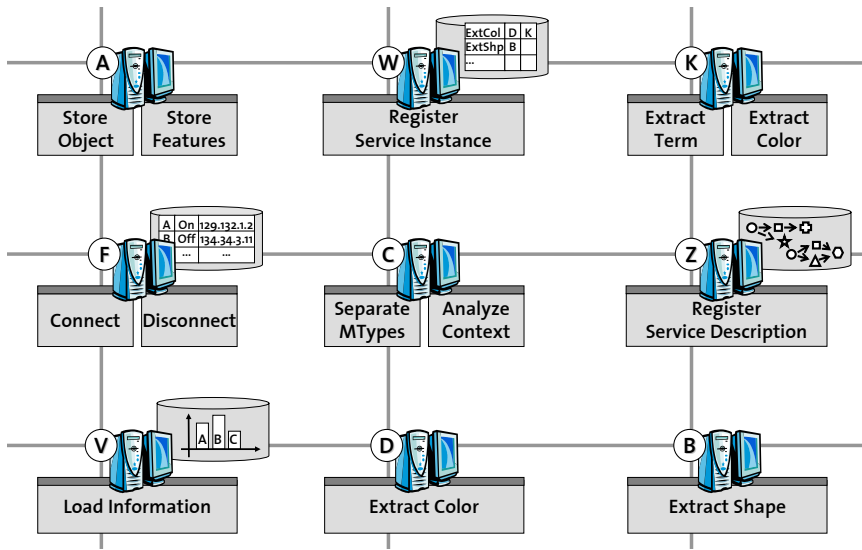 A
Store
Object
Store
Features
W
ExtCol D K
ExtShp B
...
Register
Service Instance
K
Extract
Term
Extract
Color
F
A On 129.132.1.2
B Off 134.34.3.11
... ...
Connect
Disconnect
C
Separate
MTypes
Analyze
Context
Z
Register
Service Description
V
A B C
Load Information
D
Extract Color
B
Extract Shape